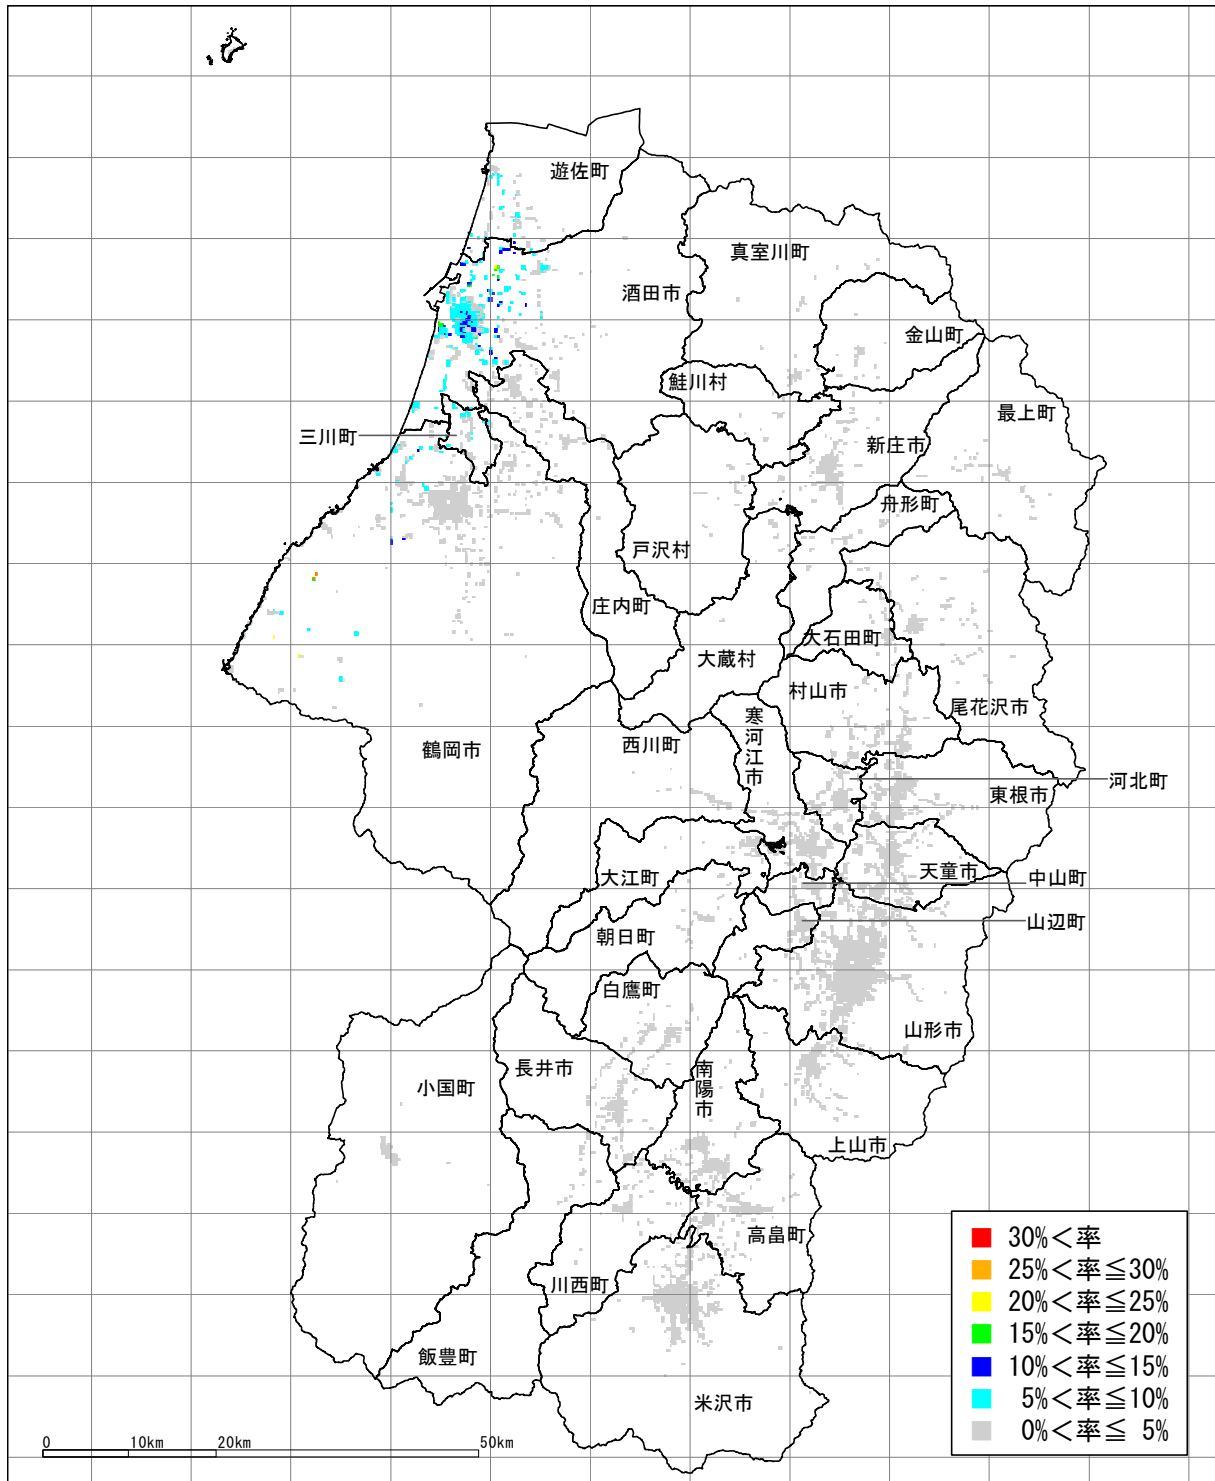 遊佐町
真室川町
酒田市
金山町
鮭川村
最上町
三川町
新庄市
舟形町
戸沢村
庄内町
大石田町
大蔵村
村山市
尾花沢市
寒河江市
鶴岡市
西川町
河北町
東根市
大江町
天童市
中山町
山辺町
朝日町
白鷹町
山形市
長井市
南陽市
小国町
上山市
高畠町
川西町
飯豊町
米沢市
30%<率
25%<率≦30%
20%<率≦25%
15%<率≦20%
10%<率≦15%
5%<率≦10%
0%<率≦ 5%
0 10km 20km 50km